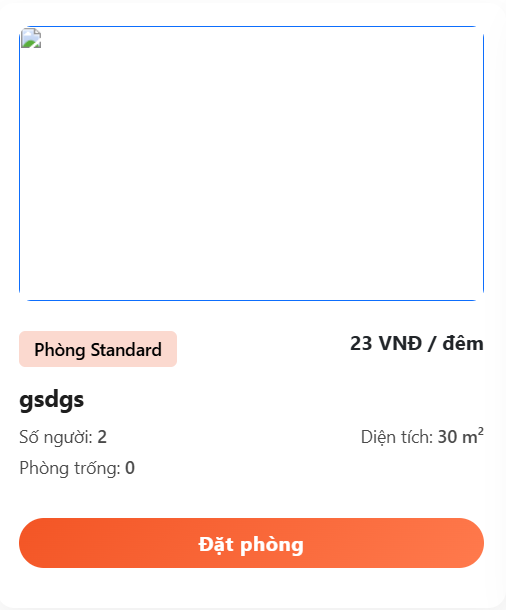 Phòng Standard
23 VNĐ / đêm
gsdgs
Số người: 2
Diện tích: 30 m²
Phòng trống: 0
Đặt phòng